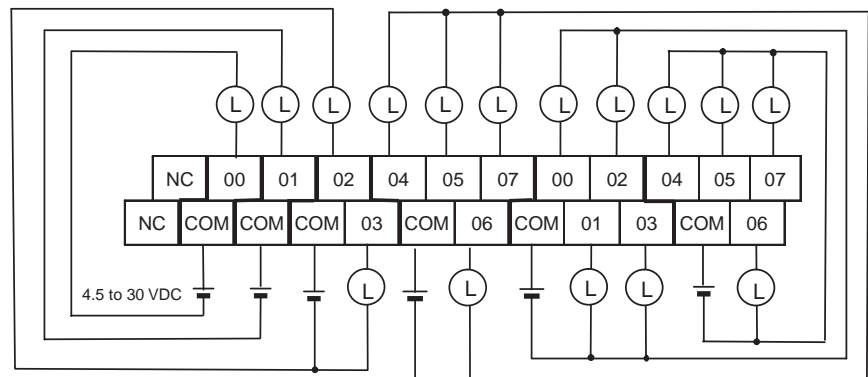 L L L L L L L L L L L
NC 00 01 02 04 05 07 00 02 04 05 07
NC COM COM COM 03 COM 06 COM 01 03 COM 06
4.5 to 30 VDC L L L L L